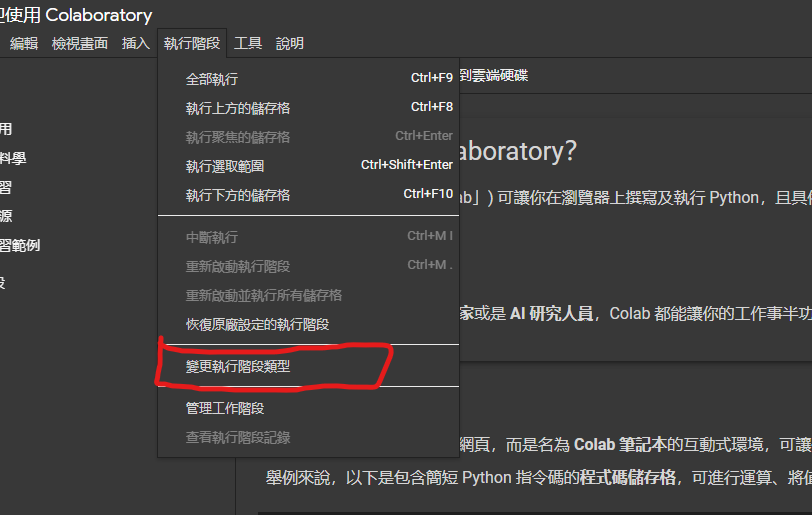 使用 Colaboratory
編輯 檢視畫面 插入 執行階段 工具 說明
全部執行 Ctrl+F9
到雲端硬碟
執行上方的儲存格 Ctrl+F8
用
執行聚焦的儲存格 Ctrl+Enter
aboratory?
料學
執行選取範圍 Ctrl+Shift+Enter
習
執行下方的儲存格 Ctrl+F10
ab」) 可讓你在瀏覽器上撰寫及執行 Python，且具
源
中斷執行 Ctrl+M I
習範例
重新啟動執行階段 Ctrl+M .
重新啟動並執行所有儲存格
家或是 AI 研究人員，Colab 都能讓你的工作事半功
恢復原廠設定的執行階段
變更執行階段類型
管理工作階段
查看執行階段記錄
網頁，而是名為 Colab 筆記本的互動式環境，可讓
舉例來說，以下是包含簡短 Python 指令碼的程式碼儲存格，可進行運算、將值